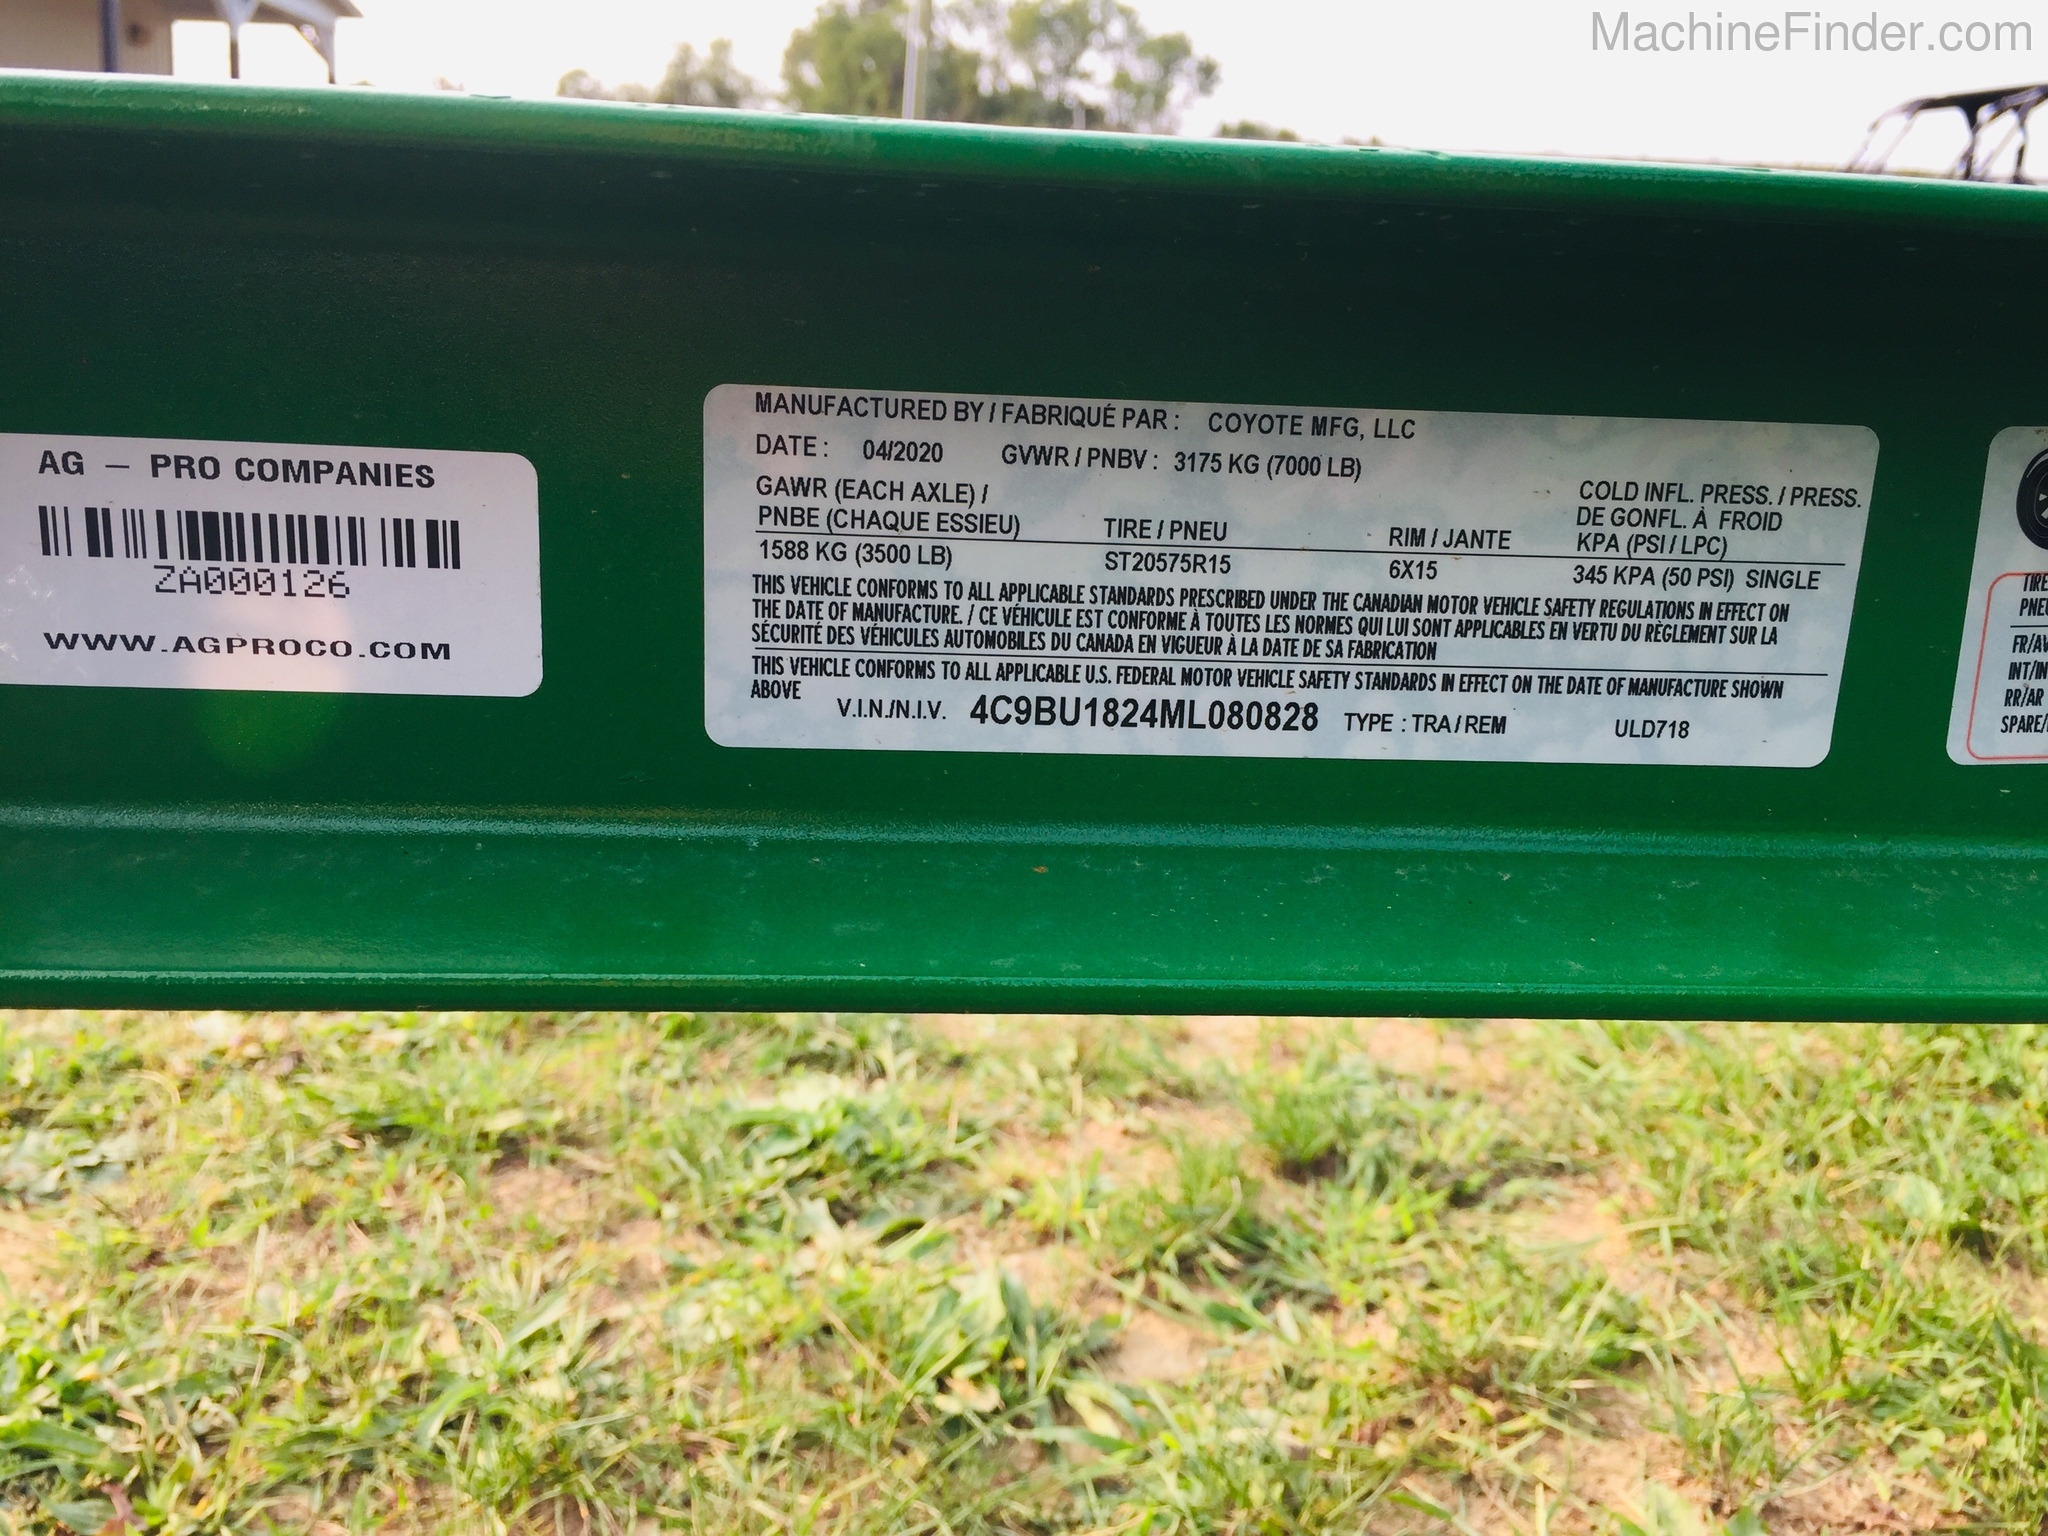 MachineFinder.com
AG – PRO COMPANIES
ZA000126
WWW.AGPROCO.COM
MANUFACTURED BY / FABRIQUÉ PAR : COYOTE MFG, LLC
DATE : 04/2020 GVWR / PNBV : 3175 KG (7000 LB)
GAWR (EACH AXLE) /
PNBE (CHAQUE ESSIEU) TIRE / PNEU RIM / JANTE
COLD INFL. PRESS. / PRESS.
DE GONFL. À FROID
KPA (PSI / LPC)
1588 KG (3500 LB) ST20575R15 6X15 345 KPA (50 PSI) SINGLE
THIS VEHICLE CONFORMS TO ALL APPLICABLE STANDARDS PRESCRIBED UNDER THE CANADIAN MOTOR VEHICLE SAFETY REGULATIONS IN EFFECT ON
THE DATE OF MANUFACTURE. / CE VÉHICULE EST CONFORME À TOUTES LES NORMES QUI LUI SONT APPLICABLES EN VERTU DU RÈGLEMENT SUR LA
SÉCURITÉ DES VÉHICULES AUTOMOBILES DU CANADA EN VIGUEUR À LA DATE DE SA FABRICATION
THIS VEHICLE CONFORMS TO ALL APPLICABLE U.S. FEDERAL MOTOR VEHICLE SAFETY STANDARDS IN EFFECT ON THE DATE OF MANUFACTURE SHOWN
ABOVE
V.I.N./N.I.V. 4C9BU1824ML080828 TYPE : TRA / REM ULD718
TIRE
FR/AV
RR/AR
SPARE/